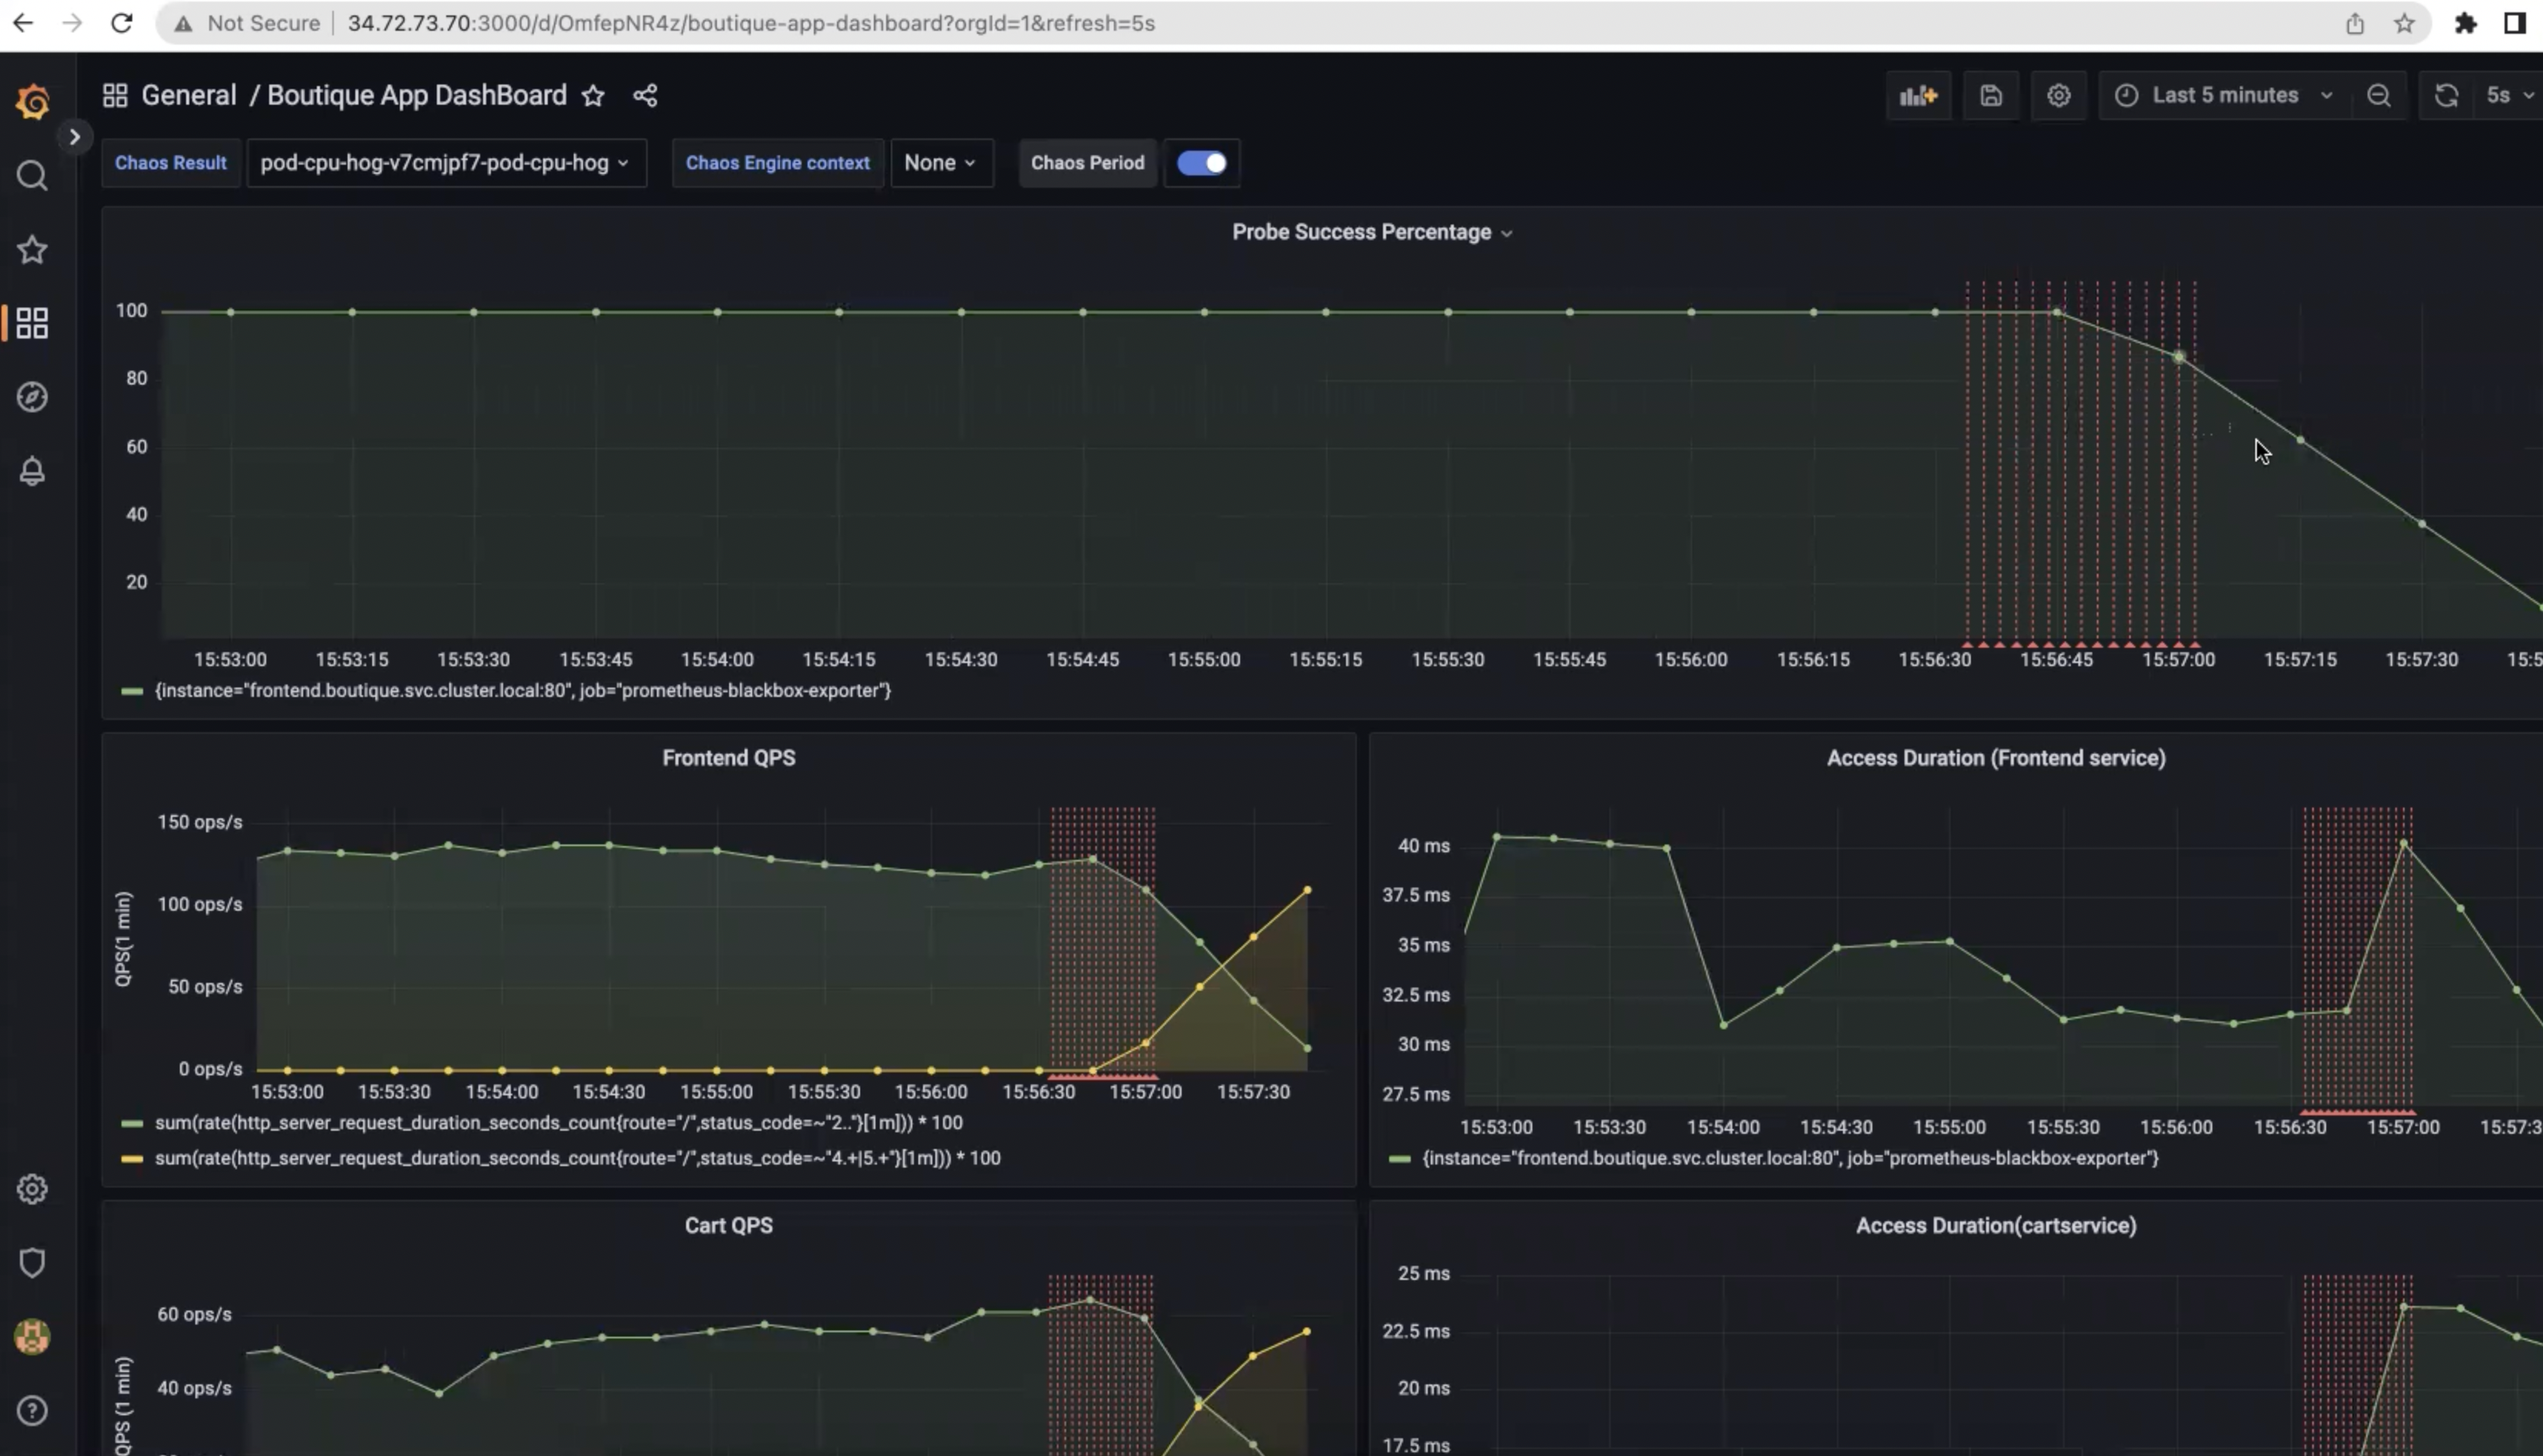 Not Secure 34.72.73.70:3000/d/OmfepNR4z/boutique-app-dashboard?orgId=1&refresh=5s
General / Boutique App DashBoard
Last 5 minutes
5s
Chaos Result pod-cpu-hog-v7cmjpf7-pod-cpu-hog Chaos Engine context None Chaos Period
Probe Success Percentage
100
80
60
40
20
15:53:00 15:53:15 15:53:30 15:53:45 15:54:00 15:54:15 15:54:30 15:54:45 15:55:00 15:55:15 15:55:30 15:55:45 15:56:00 15:56:15 15:56:30 15:56:45 15:57:00 15:57:15 15:57:30 15:5
{instance="frontend.boutique.svc.cluster.local:80", job="prometheus-blackbox-exporter"}
Frontend QPS
QPS(1 min)
150 ops/s
100 ops/s
50 ops/s
0 ops/s
15:53:00 15:53:30 15:54:00 15:54:30 15:55:00 15:55:30 15:56:00 15:56:30 15:57:00 15:57:30
sum(rate(http_server_request_duration_seconds_count{route="/",status_code=~"2.."}[1m])) * 100
sum(rate(http_server_request_duration_seconds_count{route="/",status_code=~"4.+|5.+"}[1m])) * 100
Access Duration (Frontend service)
40 ms
37.5 ms
35 ms
32.5 ms
30 ms
27.5 ms
15:53:00 15:53:30 15:54:00 15:54:30 15:55:00 15:55:30 15:56:00 15:56:30 15:57:00 15:57:3
{instance="frontend.boutique.svc.cluster.local:80", job="prometheus-blackbox-exporter"}
Cart QPS
QPS (1 min)
60 ops/s
40 ops/s
Access Duration(cartservice)
25 ms
22.5 ms
20 ms
17.5 ms